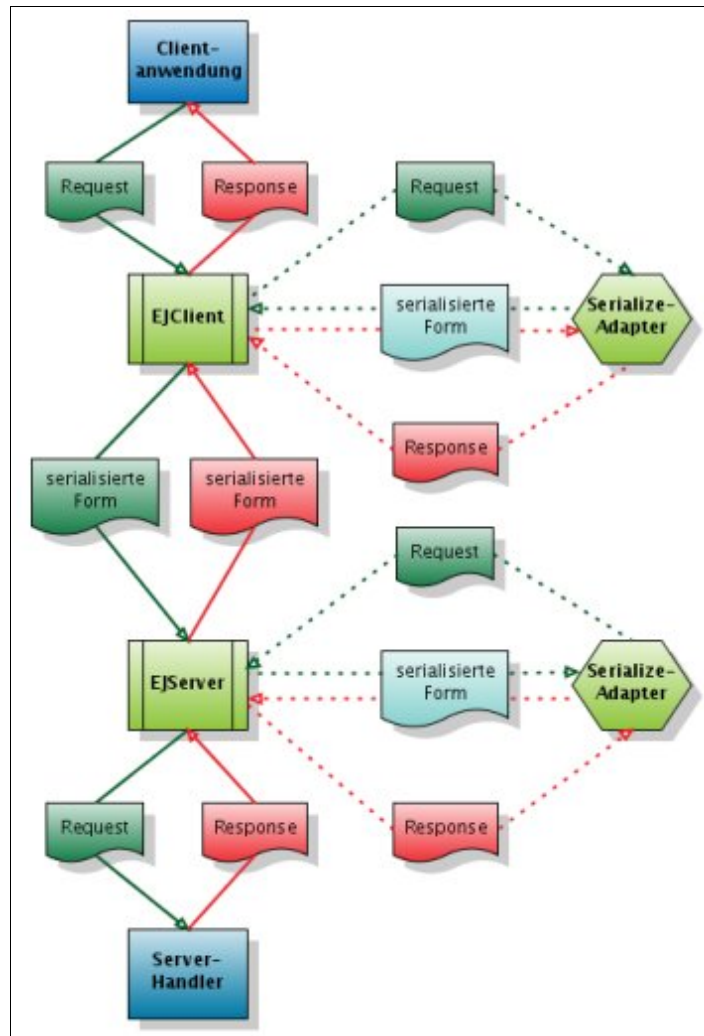 Client-
anwendung
Request
Response
Request
EJClient
serialisierte
Form
Serialize-
Adapter
Response
serialisierte
Form
serialisierte
Form
Request
EJServer
serialisierte
Form
Serialize-
Adapter
Request
Response
Response
Server-
Handler